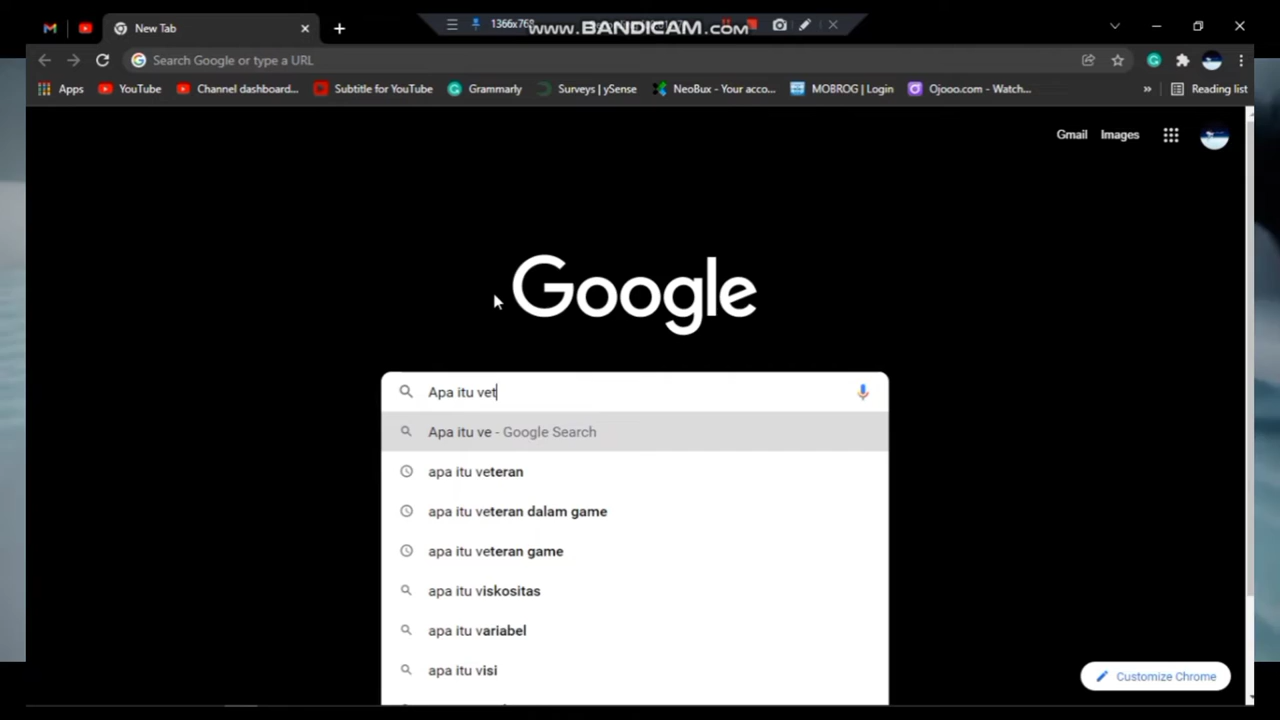 New Tab
1366x768
www.BANDICAM.com
Search Google or type a URL
Apps YouTube Channel dashboard... Subtitle for YouTube Grammarly Surveys | ySense NeoBux - Your acco... MOBROG | Login Ojooo.com - Watch... » Reading list
Gmail Images
Google
Apa itu vet
Apa itu ve - Google Search
apa itu veteran
apa itu veteran dalam game
apa itu veteran game
apa itu viskositas
apa itu variabel
apa itu visi
Customize Chrome